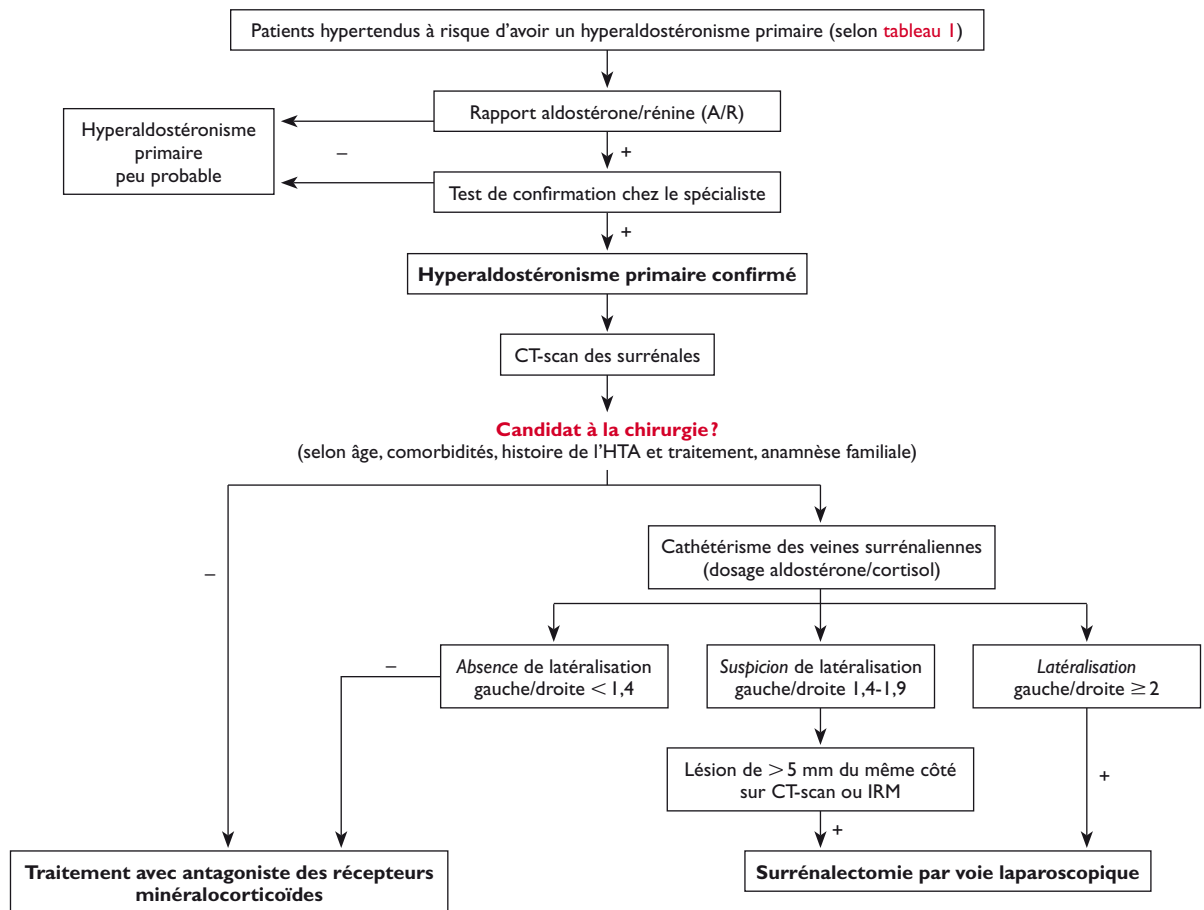 Patients hypertendus à risque d'avoir un hyperaldostéronisme primaire (selon tableau 1)
Rapport aldostérone/rénine (A/R)
Hyperaldostéronisme
primaire
peu probable
–
+
Test de confirmation chez le spécialiste
+
Hyperaldostéronisme primaire confirmé
CT-scan des surrénales
Candidat à la chirurgie?
(selon âge, comorbidités, histoire de l'HTA et traitement, anamnèse familiale)
Cathétérisme des veines surrénaliennes
(dosage aldostérone/cortisol)
–
–
Absence de latéralisation
gauche/droite < 1,4
Suspicion de latéralisation
gauche/droite 1,4-1,9
Latéralisation
gauche/droite ≥ 2
Lésion de > 5 mm du même côté
sur CT-scan ou IRM
+
+
Traitement avec antagoniste des récepteurs
minéralocorticoïdes
Surrénalectomie par voie laparoscopique